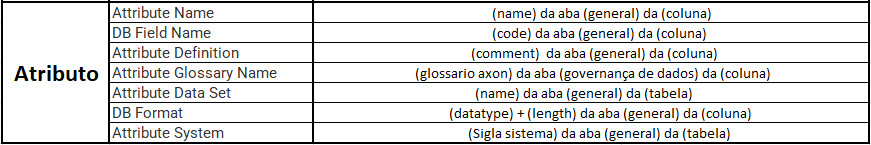 Atributo
Attribute Name (name) da aba (general) da (coluna)
DB Field Name (code) da aba (general) da (coluna)
Attribute Definition (comment) da aba (general) da (coluna)
Attribute Glossary Name (glossario axon) da aba (governança de dados) da (coluna)
Attribute Data Set (name) da aba (general) da (tabela)
DB Format (datatype) + (length) da aba (general) da (coluna)
Attribute System (Sigla sistema) da aba (general) da (tabela)